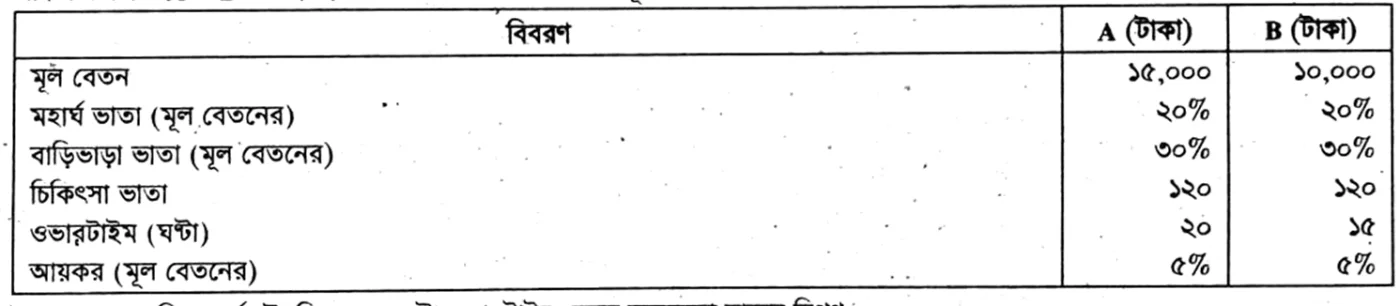 বিবরণ A (টাকা) B (টাকা)
মূল বেতন ১৫,০০০ ১০,০০০
মহার্ঘ ভাতা (মূল বেতনের) ২০% ২০%
বাড়িভাড়া ভাতা (মূল বেতনের) ৩০% ৩০%
চিকিৎসা ভাতা ১২০ ১২০
ওভারটাইম (ঘণ্টা) ২০ ১৫
আয়কর (মূল বেতনের) ৫% ৫%